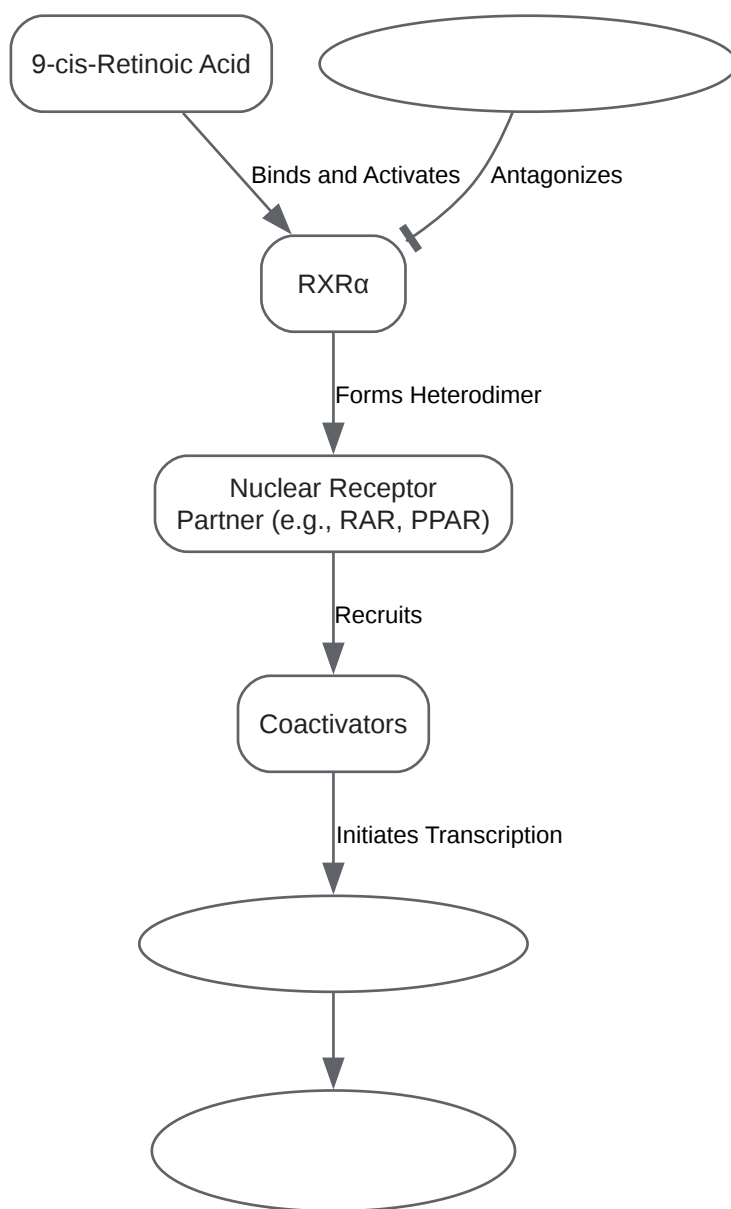 9-cis-Retinoic Acid
Binds and Activates
Antagonizes
RXRα
Forms Heterodimer
Nuclear Receptor
Partner (e.g., RAR, PPAR)
Recruits
Coactivators
Initiates Transcription